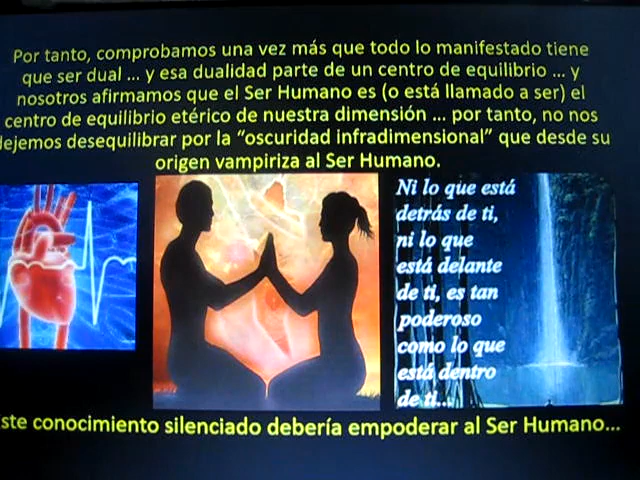 Por tanto, comprobamos una vez más que todo lo manifestado tiene
que ser dual ... y esa dualidad parte de un centro de equilibrio ... y
nosotros afirmamos que el Ser Humano es (o está llamado a ser) el
centro de equilibrio etérico de nuestra dimensión ... por tanto, no nos
dejemos desequilibrar por la "oscuridad infradimensional" que desde su
origen vampiriza al Ser Humano.
Ni lo que está
detrás de ti,
ni lo que
está delante
de ti, es tan
poderoso
como lo que
está dentro
de ti...
ste conocimiento silenciado debería empoderar al Ser Humano...